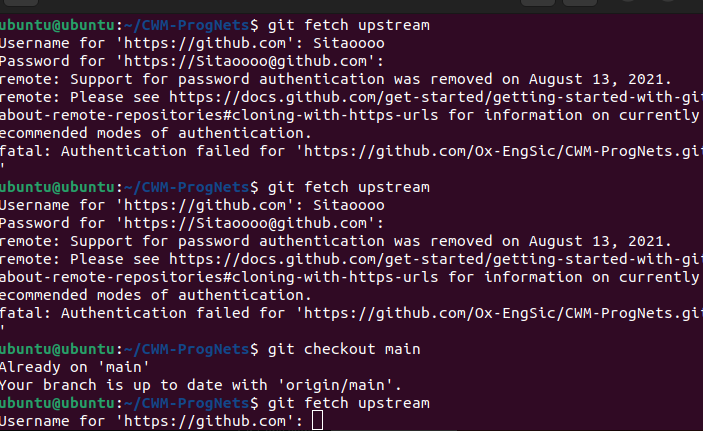 ubuntu@ubuntu:~/CWM-ProgNets$ git fetch upstream
Username for 'https://github.com': Sitaoooo
Password for 'https://Sitaoooo@github.com':
remote: Support for password authentication was removed on August 13, 2021.
remote: Please see https://docs.github.com/get-started/getting-started-with-git
about-remote-repositories#cloning-with-https-urls for information on currently
ecommended modes of authentication.
fatal: Authentication failed for 'https://github.com/Ox-EngSic/CWM-ProgNets.git
'
ubuntu@ubuntu:~/CWM-ProgNets$ git fetch upstream
Username for 'https://github.com': Sitaoooo
Password for 'https://Sitaoooo@github.com':
remote: Support for password authentication was removed on August 13, 2021.
remote: Please see https://docs.github.com/get-started/getting-started-with-git
about-remote-repositories#cloning-with-https-urls for information on currently
ecommended modes of authentication.
fatal: Authentication failed for 'https://github.com/Ox-EngSic/CWM-ProgNets.git
'
ubuntu@ubuntu:~/CWM-ProgNets$ git checkout main
Already on 'main'
Your branch is up to date with 'origin/main'.
ubuntu@ubuntu:~/CWM-ProgNets$ git fetch upstream
Username for 'https://github.com':